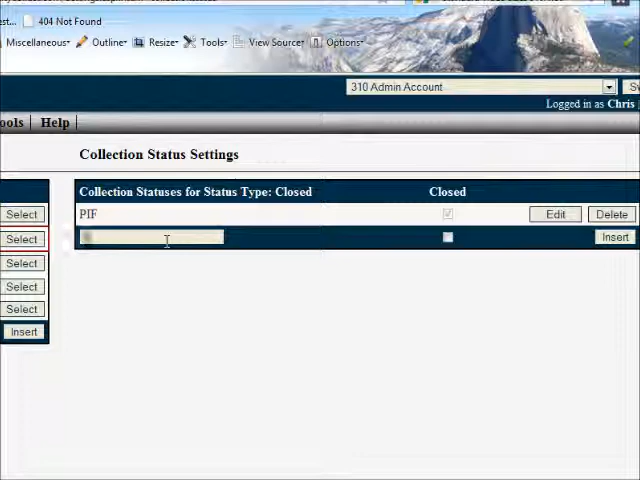 404 Not Found
Miscellaneous Outline Resize Tools View Source Options
310 Admin Account
Logged in as Chris
ools Help
Collection Status Settings
Collection Statuses for Status Type: Closed Closed
Select PIF Edit Delete
Select Insert
Select
Select
Select
Insert